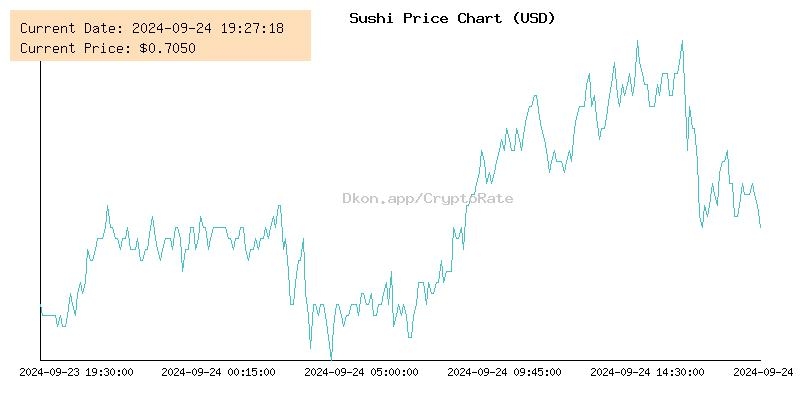 Sushi Price Chart (USD)
Current Date: 2024-09-24 19:27:18
Current Price: $0.7050
Dkon.app/CryptoRate
2024-09-23 19:30:00 2024-09-24 00:15:00 2024-09-24 05:00:00 2024-09-24 09:45:00 2024-09-24 14:30:00 2024-09-24